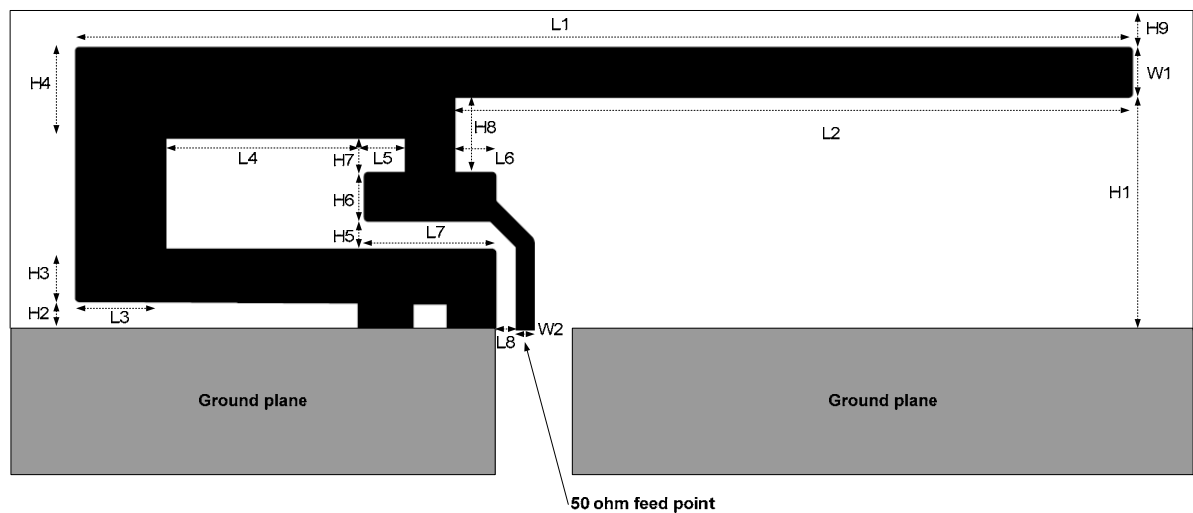 L1
H9
H4
W1
H8
L2
L4
H7
L5
L6
H6
H1
H5
L7
H3
H2
L3
L8
W2
Ground plane
Ground plane
50 ohm feed point